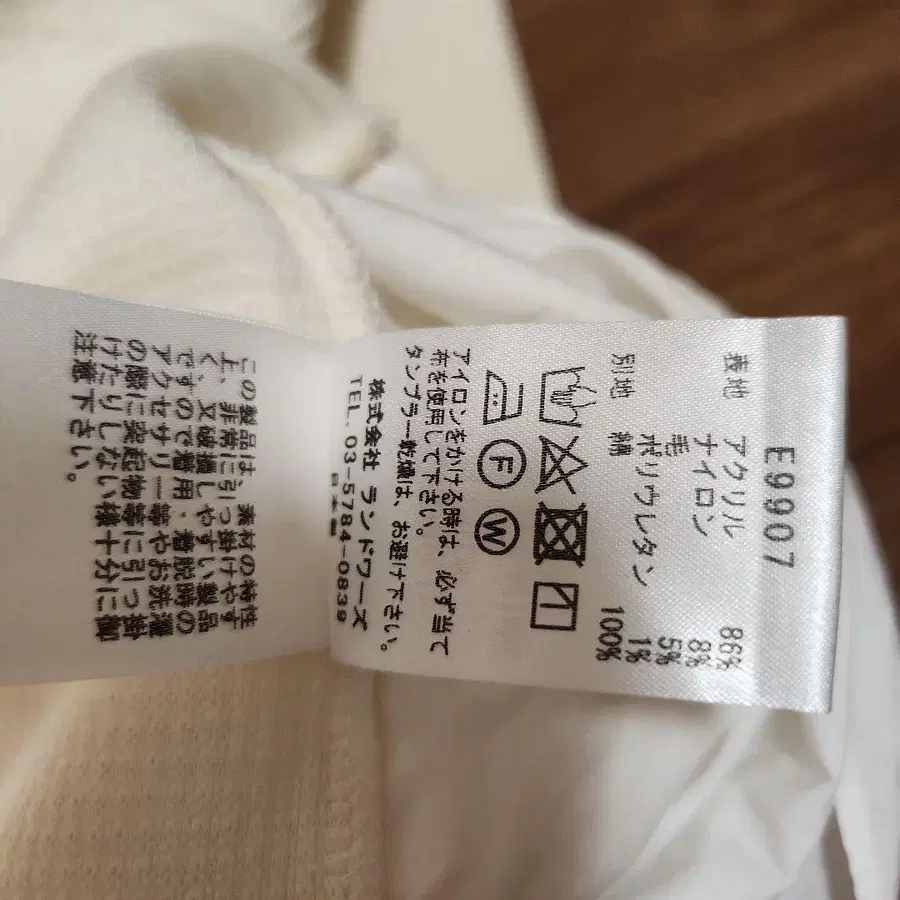 E9907
表地 アクリル 86%
ナイロン 8%
毛 5%
ポリウレタン 1%
別地 綿 100%
F W
アイロンをかける時は、必ず当て
布を使用して下さい。
タンブラー乾燥は、お避け下さい。
株式会社 ランドワーズ
TEL. 03-5784-0839
この製品は、素材の特性
上、非常に引っ掛けやす
く、又破損しやすい製品
ですので着用・着脱時の
アクセサリー等やお洗濯
の際に突起物等に引っ掛
けたりしない様十分に御
注意下さい。